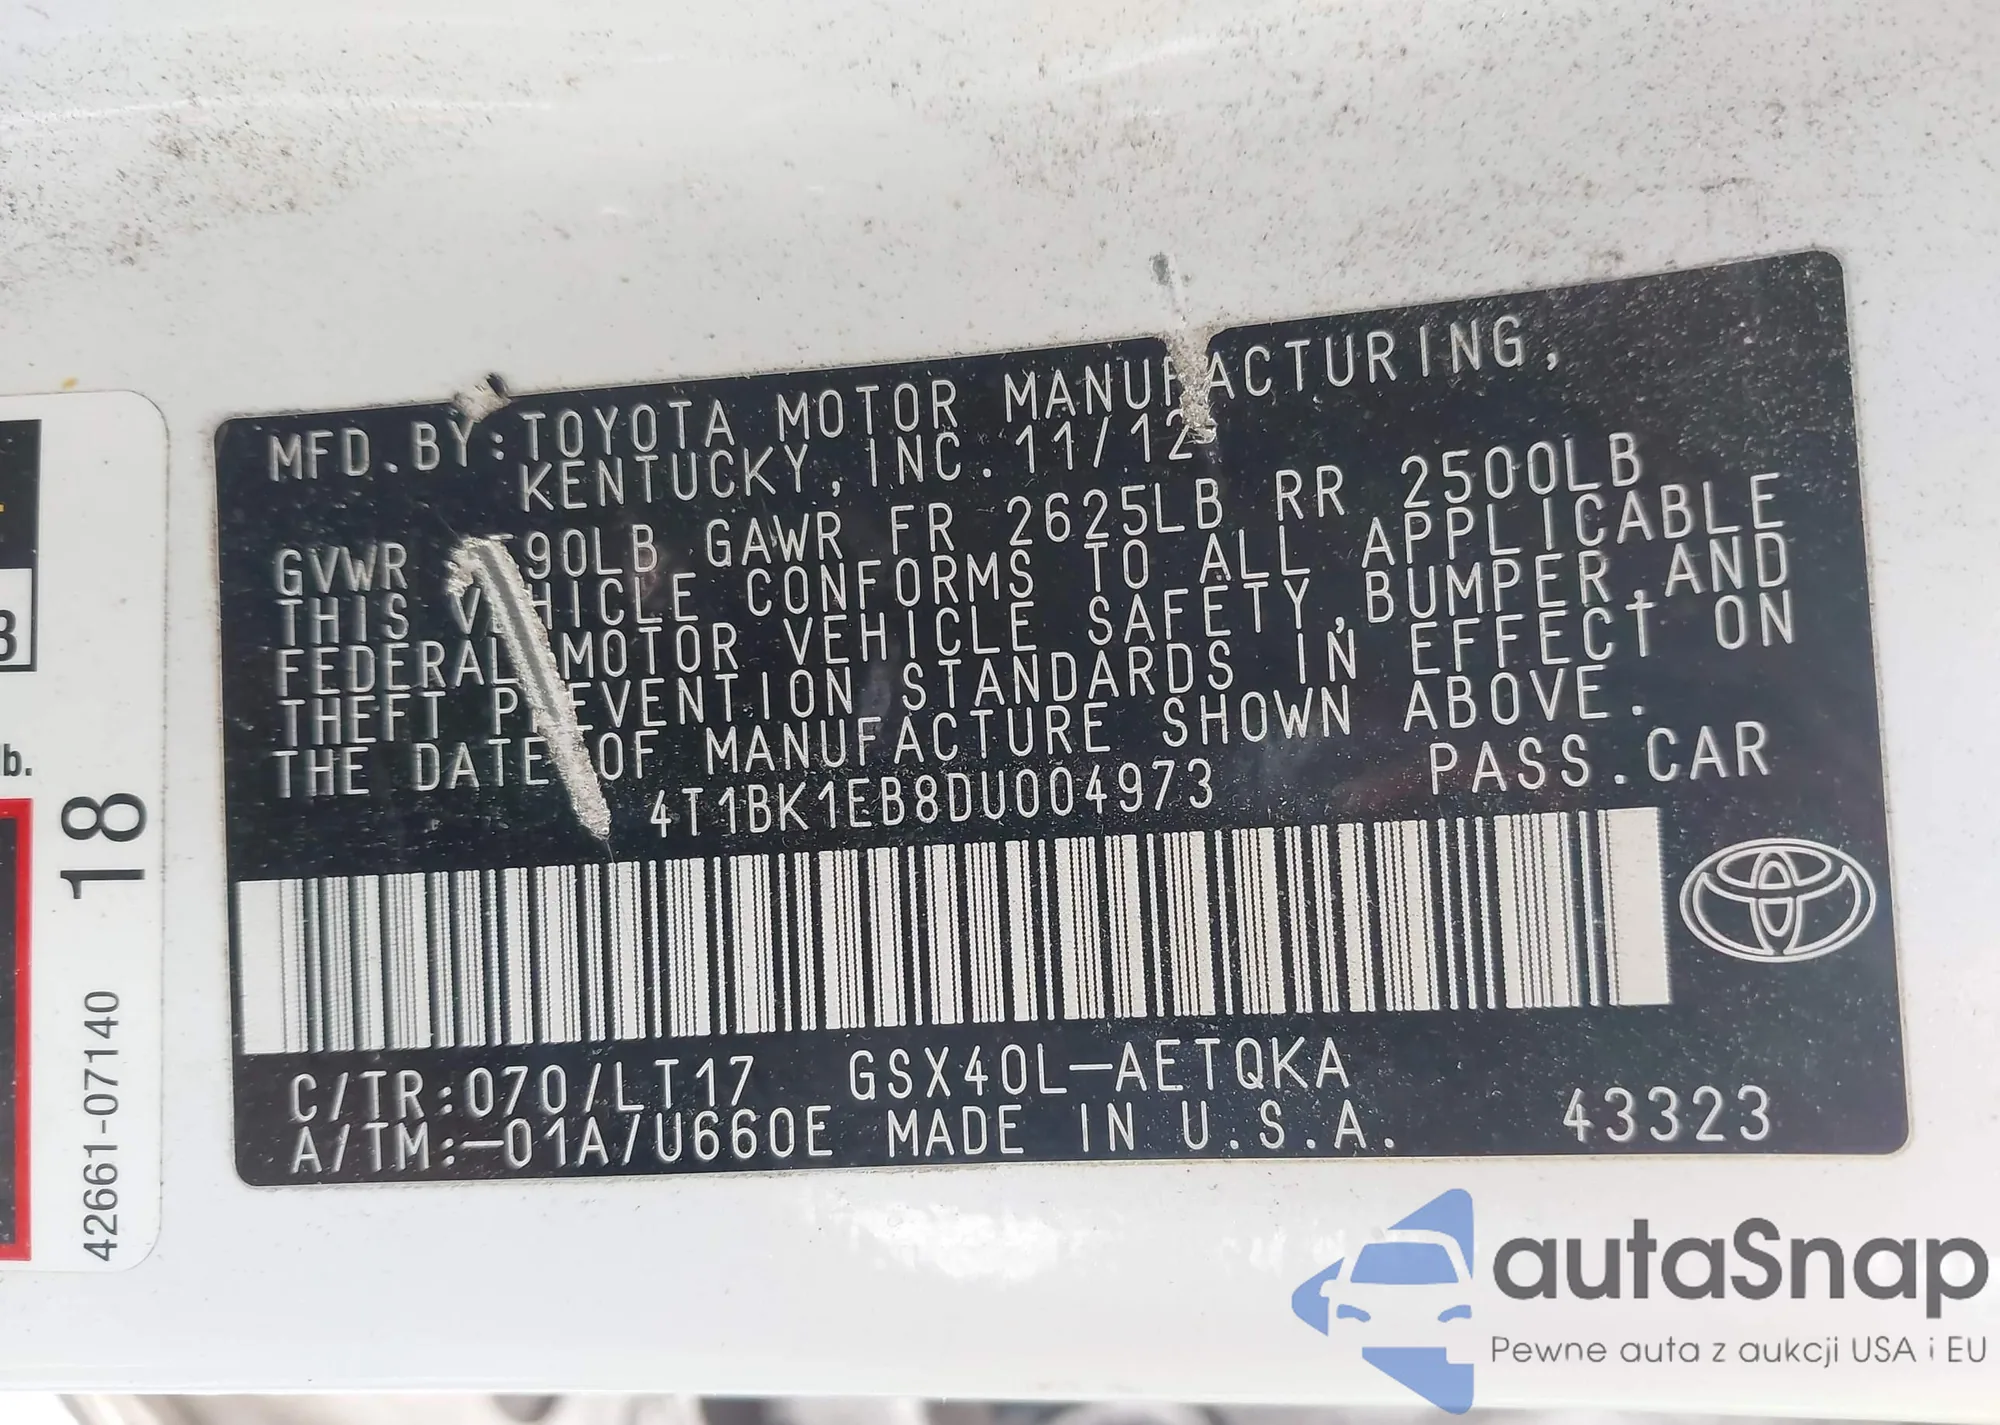 MFD.BY:TOYOTA MOTOR MANUFACTURING,
KENTUCKY, INC. 11/12
GVWR 90LB GAWR FR 2625LB RR 2500LB
THIS VEHICLE CONFORMS TO ALL APPLICABLE
FEDERAL MOTOR VEHICLE SAFETY,BUMPER,AND
THEFT PREVENTION STANDARDS IN EFFECT ON
THE DATE OF MANUFACTURE SHOWN ABOVE.
4T1BK1EB8DU004973 PASS.CAR
C/TR:070/LT17 GSX40L-AETQKA
A/TM:-01A/U660E MADE IN U.S.A. 43323
18
42661-07140
autaSnap
Pewne auta z aukcji USA i EU